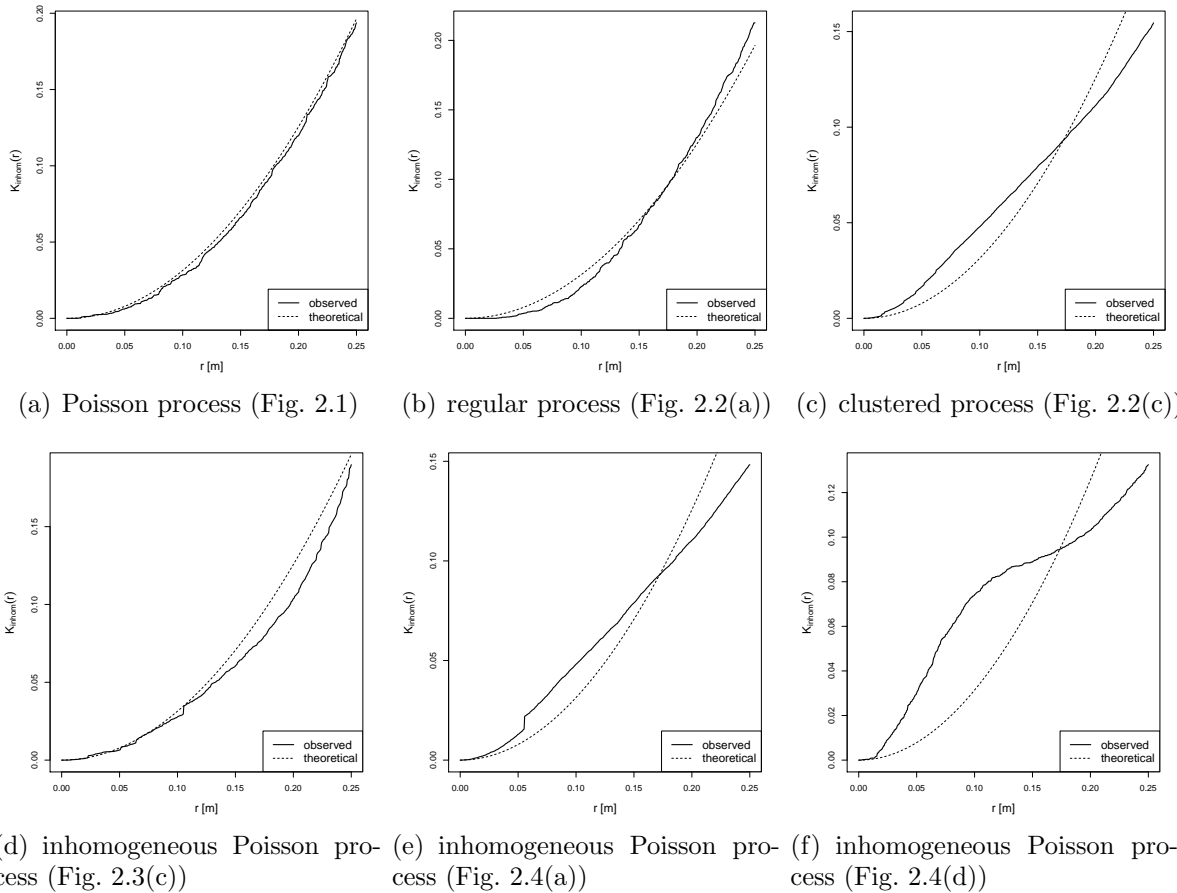 0.20
0.15
0.10
0.05
0.00
K_inhom(r)
observed
theoretical
0.00 0.05 0.10 0.15 0.20 0.25
r [m]
0.20
0.15
0.10
0.05
0.00
K_inhom(r)
observed
theoretical
0.00 0.05 0.10 0.15 0.20 0.25
r [m]
0.15
0.10
0.05
0.00
K_inhom(r)
observed
theoretical
0.00 0.05 0.10 0.15 0.20 0.25
r [m]
(a) Poisson process (Fig. 2.1)
(b) regular process (Fig. 2.2(a))
(c) clustered process (Fig. 2.2(c))
0.15
0.10
0.05
0.00
K_inhom(r)
observed
theoretical
0.00 0.05 0.10 0.15 0.20 0.25
r [m]
0.15
0.10
0.05
0.00
K_inhom(r)
observed
theoretical
0.00 0.05 0.10 0.15 0.20 0.25
r [m]
0.12
0.10
0.08
0.06
0.04
0.02
0.00
K_inhom(r)
observed
theoretical
0.00 0.05 0.10 0.15 0.20 0.25
r [m]
(d) inhomogeneous Poisson pro-
cess (Fig. 2.3(c))
(e) inhomogeneous Poisson pro-
cess (Fig. 2.4(a))
(f) inhomogeneous Poisson pro-
cess (Fig. 2.4(d))